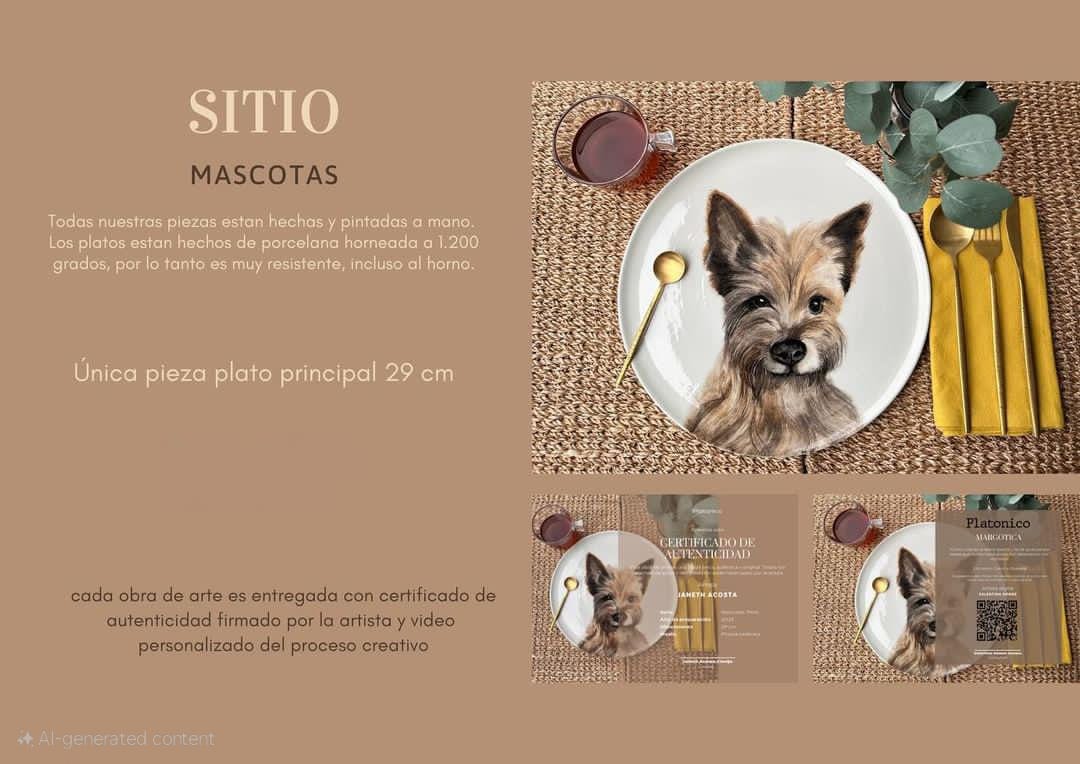 SITIO
MASCOTAS
Todas nuestras piezas estan hechas y pintadas a mano.
Los platos estan hechos de porcelana horneada a 1.200
grados, por lo tanto es muy resistente, incluso al horno.
Única pieza plato principal 29 cm
cada obra de arte es entregada con certificado de
autenticidad firmado por la artista y video
personalizado del proceso creativo
CERTIFICADO DE
AUTENTICIDAD
JANETH ACOSTA
Platonico
MARGOTICA
AI-generated content